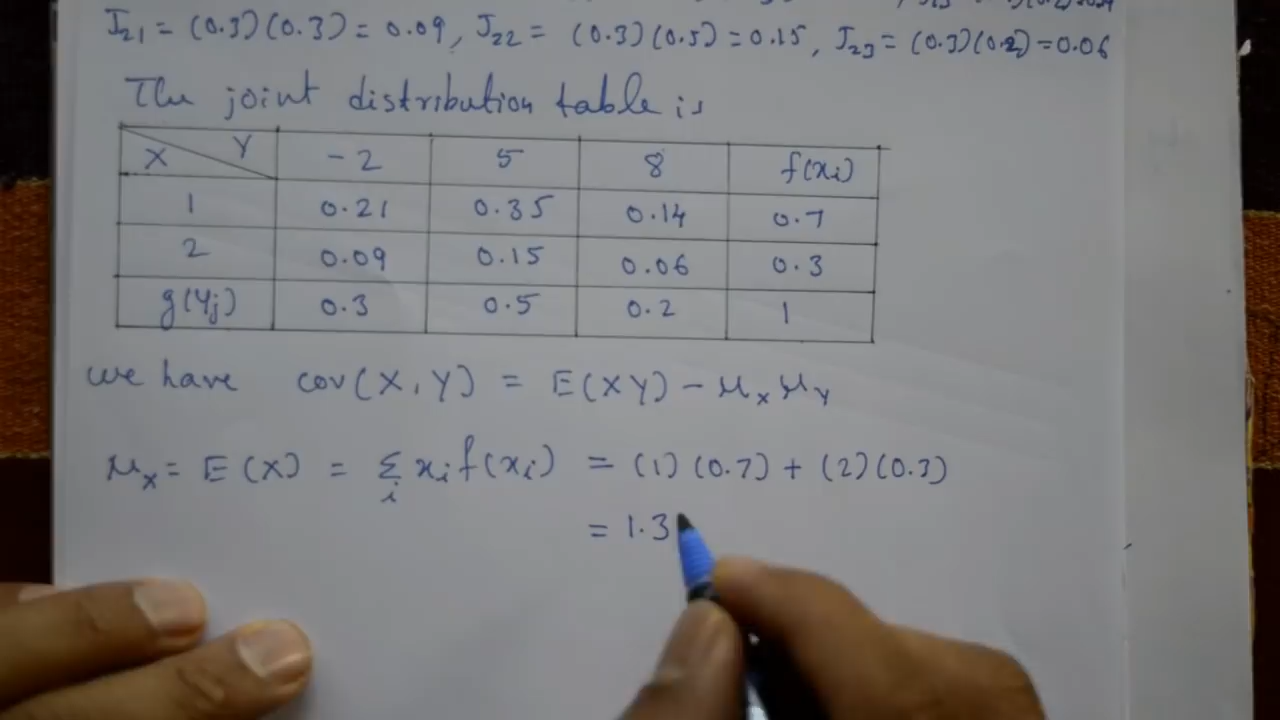 J21 = (0.3)(0.3) = 0.09, J22 = (0.3)(0.5) = 0.15, J23 = (0.3)(0.2) = 0.06
The joint distribution table is
X Y -2 5 8 f(xi)
1 0.21 0.35 0.14 0.7
2 0.09 0.15 0.06 0.3
g(yj) 0.3 0.5 0.2 1
we have cov(X,Y) = E(XY) - μx μY
μx = E(X) = Σi xi f(xi) = (1)(0.7) + (2)(0.3)
= 1.3